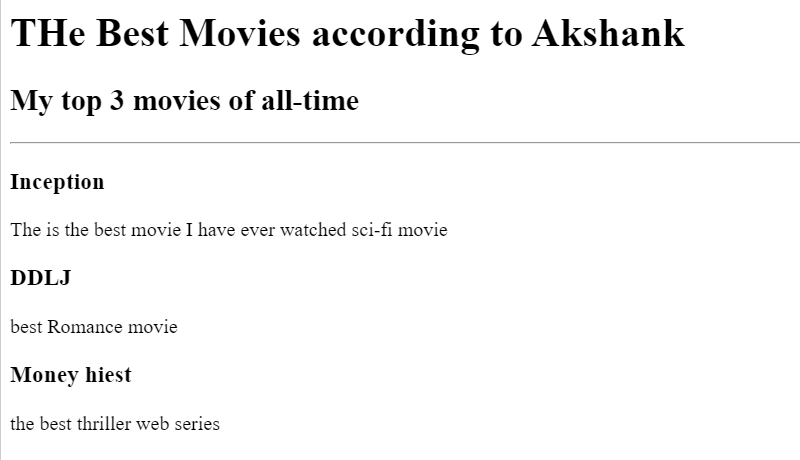 THe Best Movies according to Akshank
My top 3 movies of all-time
Inception
The is the best movie I have ever watched sci-fi movie
DDLJ
best Romance movie
Money hiest
the best thriller web series